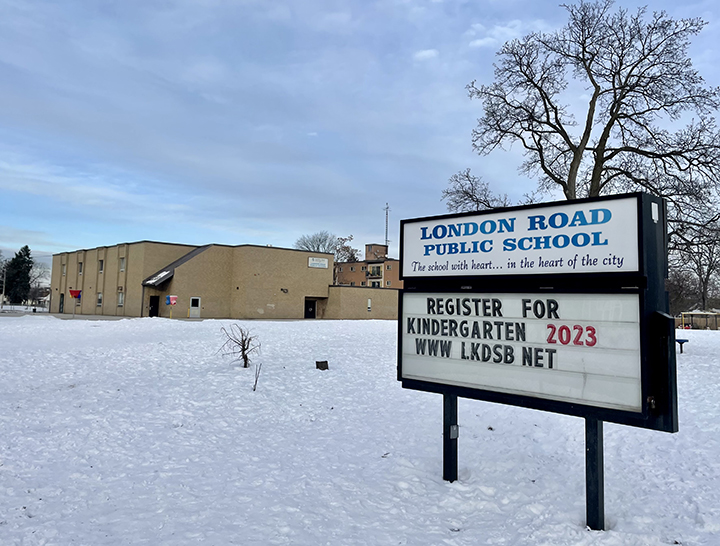 LONDON ROAD
PUBLIC SCHOOL
The school with heart... in the heart of the city
REGISTER FOR
KINDERGARTEN 2023
WWW LKDSB NET